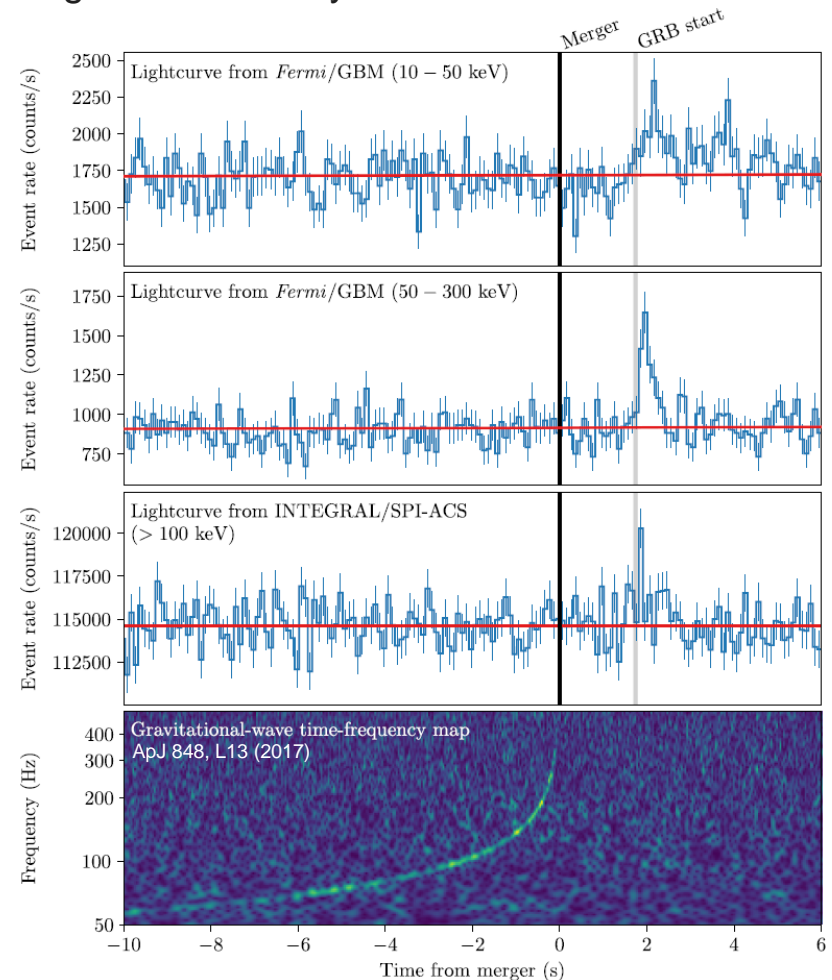 Merger
GRB start
Lightcurve from Fermi/GBM (10 − 50 keV)
Event rate (counts/s)
2500
2250
2000
1750
1500
1250
Lightcurve from Fermi/GBM (50 − 300 keV)
Event rate (counts/s)
1750
1500
1250
1000
750
Lightcurve from INTEGRAL/SPI-ACS
(> 100 keV)
Event rate (counts/s)
120000
117500
115000
112500
Gravitational-wave time-frequency map
ApJ 848, L13 (2017)
Frequency (Hz)
400
300
200
100
50
−10 −8 −6 −4 −2 0 2 4 6
Time from merger (s)